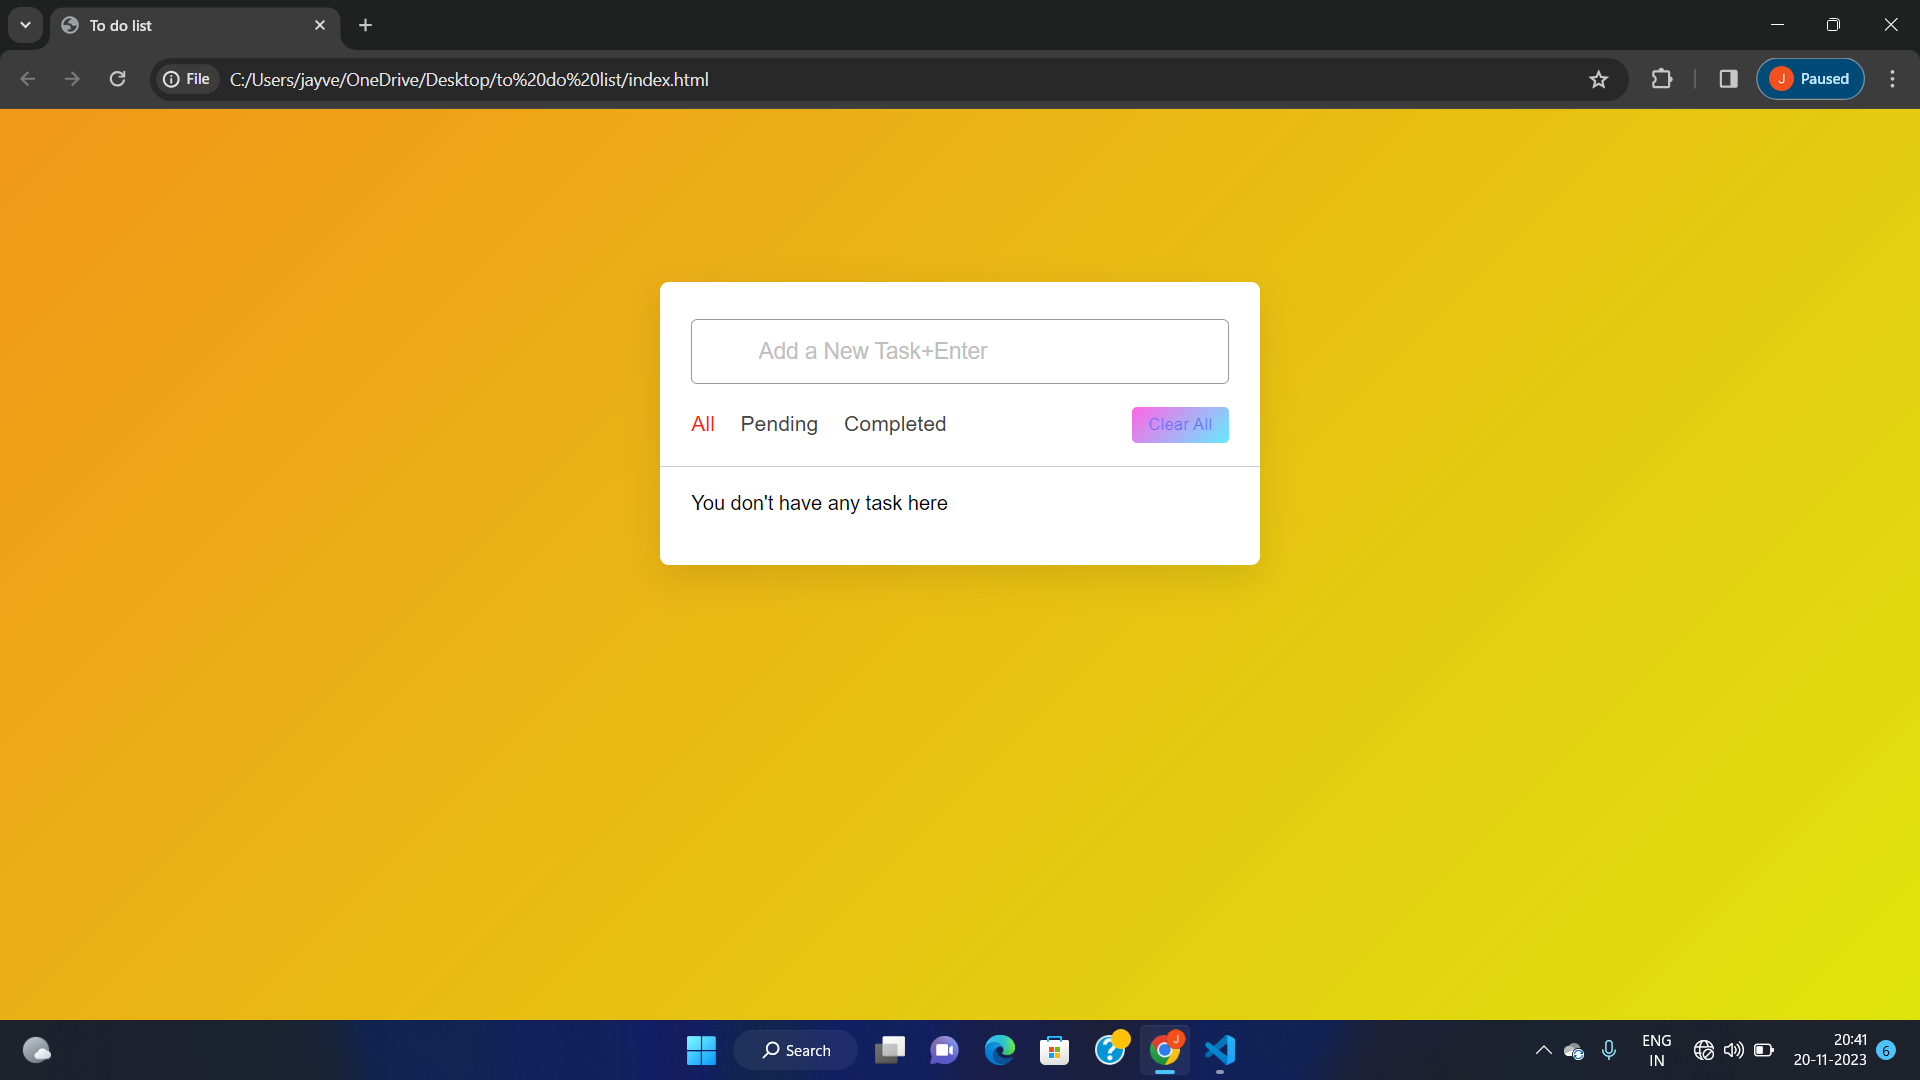 To do list
File
C:/Users/jayve/OneDrive/Desktop/to%20do%20list/index.html
J
Paused
Add a New Task+Enter
All
Pending
Completed
Clear All
You don't have any task here
Search
J
ENG
IN
20:41
20-11-2023
6